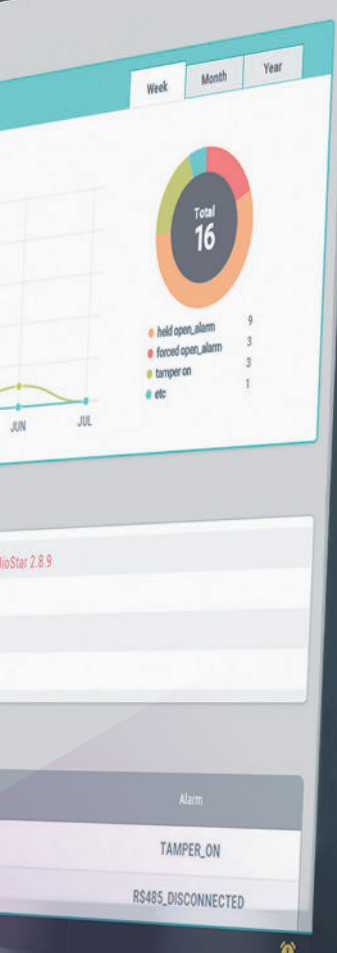 Week Month Year
Total
16
held open_alarm 9
forced open_alarm 3
tamper on 3
etc 1
JUN JUL
BioStar 2.8.9
Alarm
TAMPER_ON
RS485_DISCONNECTED